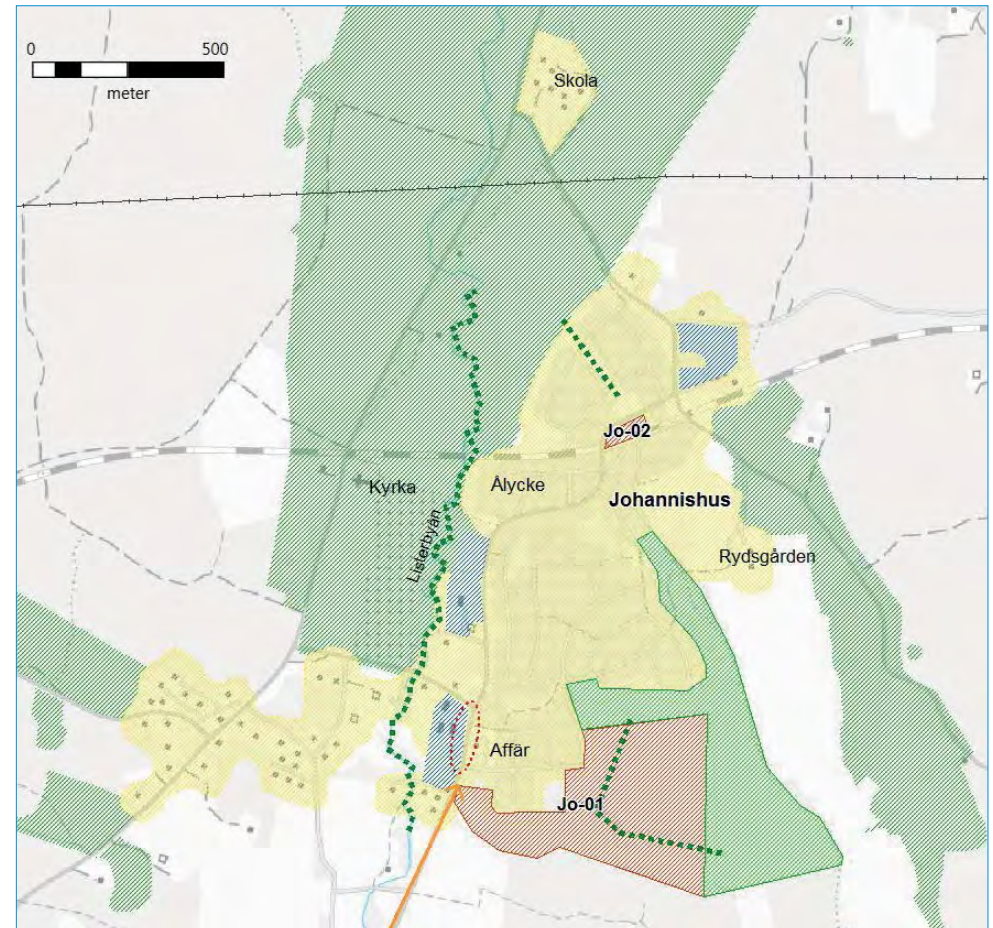 0 500
meter
Skola
Jo-02
Kyrka
Ålycke
Johannishus
Listerbyån
Rydsgården
Affär
Jo-01